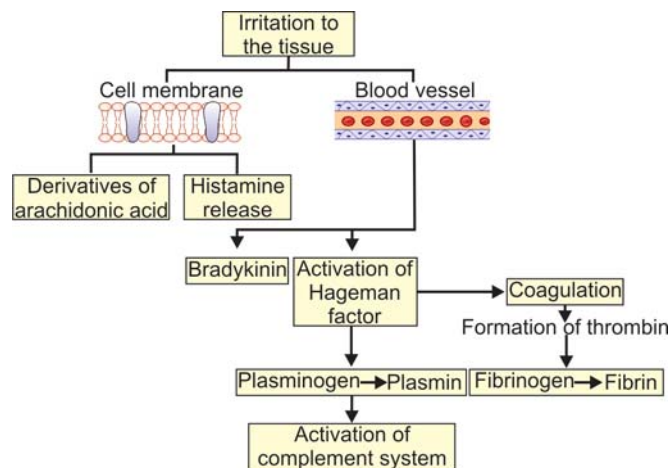 Irritation to
the tissue
Cell membrane
Blood vessel
Derivatives of
arachidonic acid
Histamine
release
Bradykinin
Activation of
Hageman
factor
Coagulation
Formation of thrombin
Plasminogen
Plasmin
Fibrinogen
Fibrin
Activation of
complement system